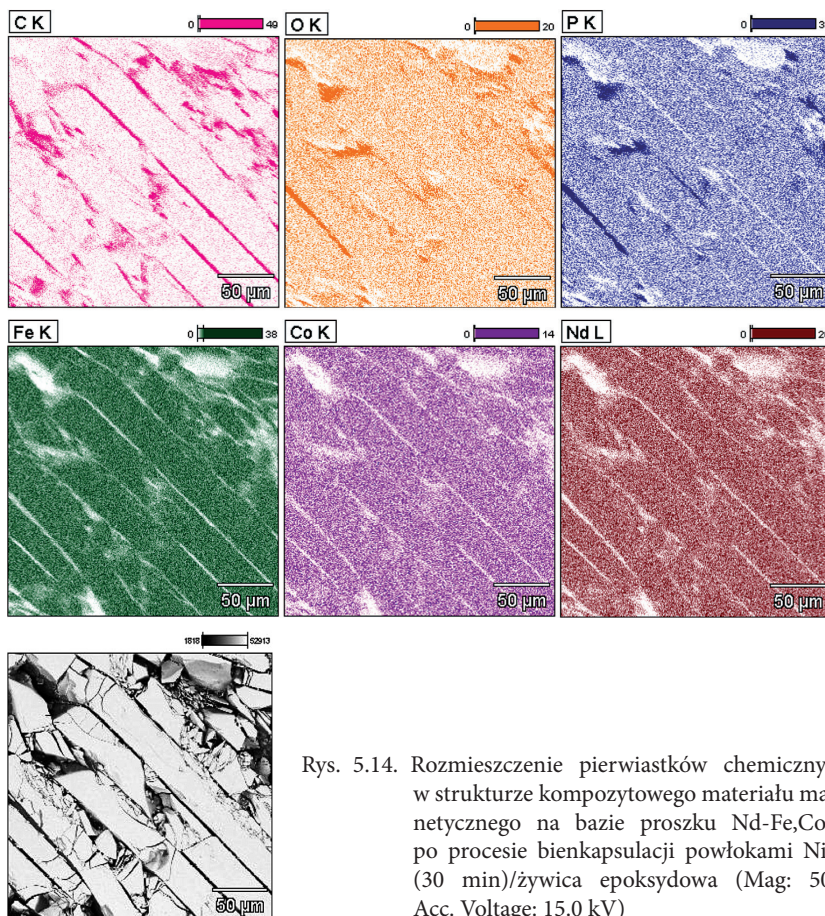 C K 0 49
O K 0 20
P K 0 3
50 µm
50 µm
50 µm
Fe K 0 38
Co K 0 14
Nd L 0 2
50 µm
50 µm
50 µm
1818 52913
50 µm
Rys. 5.14. Rozmieszczenie pierwiastków chemiczny
w strukturze kompozytowego materiału ma
netycznego na bazie proszku Nd-Fe,Co
po procesie bienkapsulacji powłokami Ni
(30 min)/żywica epoksydowa (Mag: 50
Acc. Voltage: 15.0 kV)